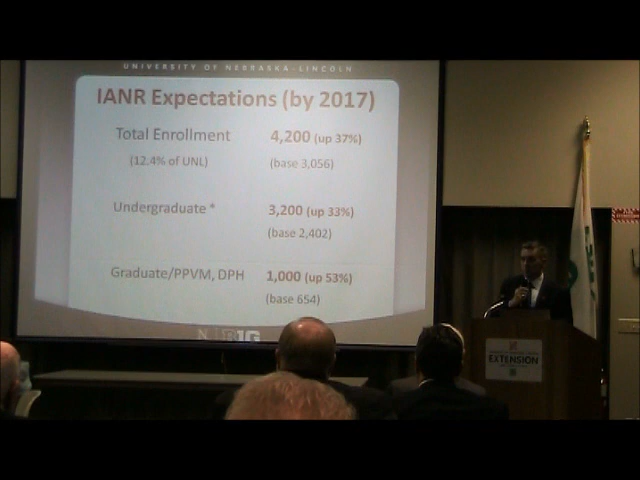 UNIVERSITY OF NEBRASKA-LINCOLN
IANR Expectations (by 2017)
Total Enrollment 4,200 (up 37%)
(12.4% of UNL) (base 3,056)
Undergraduate * 3,200 (up 33%)
(base 2,402)
Graduate/PPVM, DPH 1,000 (up 53%)
(base 654)
EXTENSION